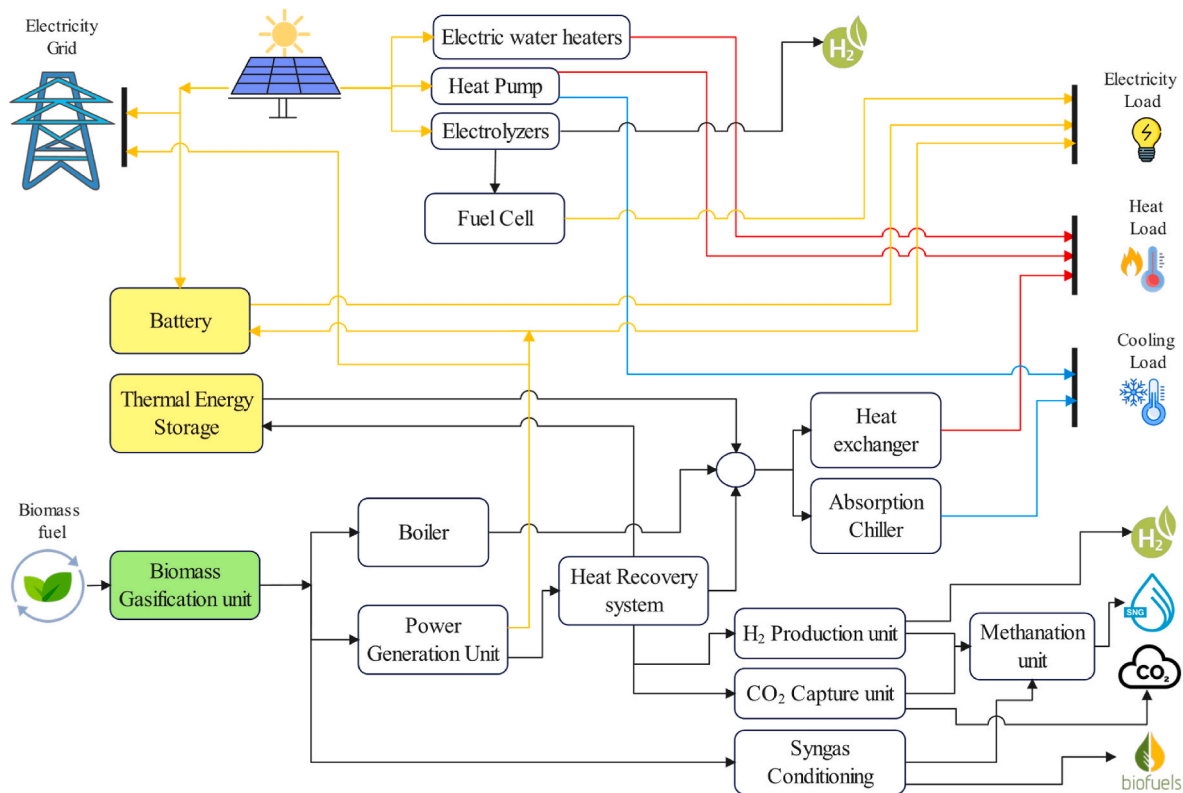 Electricity
Grid
Electric water heaters
H2
Heat Pump
Electrolyzers
Fuel Cell
Electricity
Load
Heat
Load
Battery
Cooling
Load
Thermal Energy
Storage
Heat
exchanger
Absorption
Chiller
Biomass
fuel
Boiler
Biomass
Gasification unit
Heat Recovery
system
Power
Generation Unit
H2
H₂ Production unit
Methanation
unit
SNG
CO₂ Capture unit
CO₂
Syngas
Conditioning
biofuels